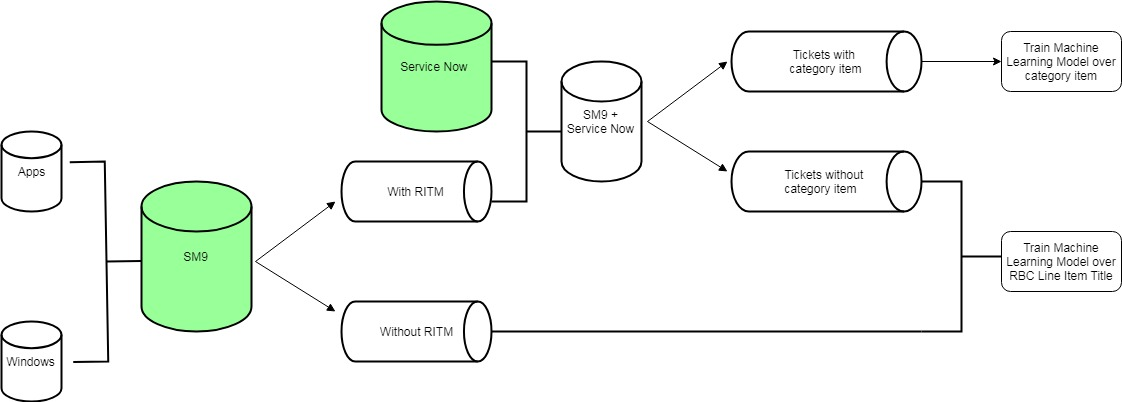 Service Now
Tickets with
category item
Train Machine
Learning Model over
category item
SM9 +
Service Now
Apps
With RITM
Tickets without
category item
SM9
Train Machine
Learning Model over
RBC Line Item Title
Without RITM
Windows